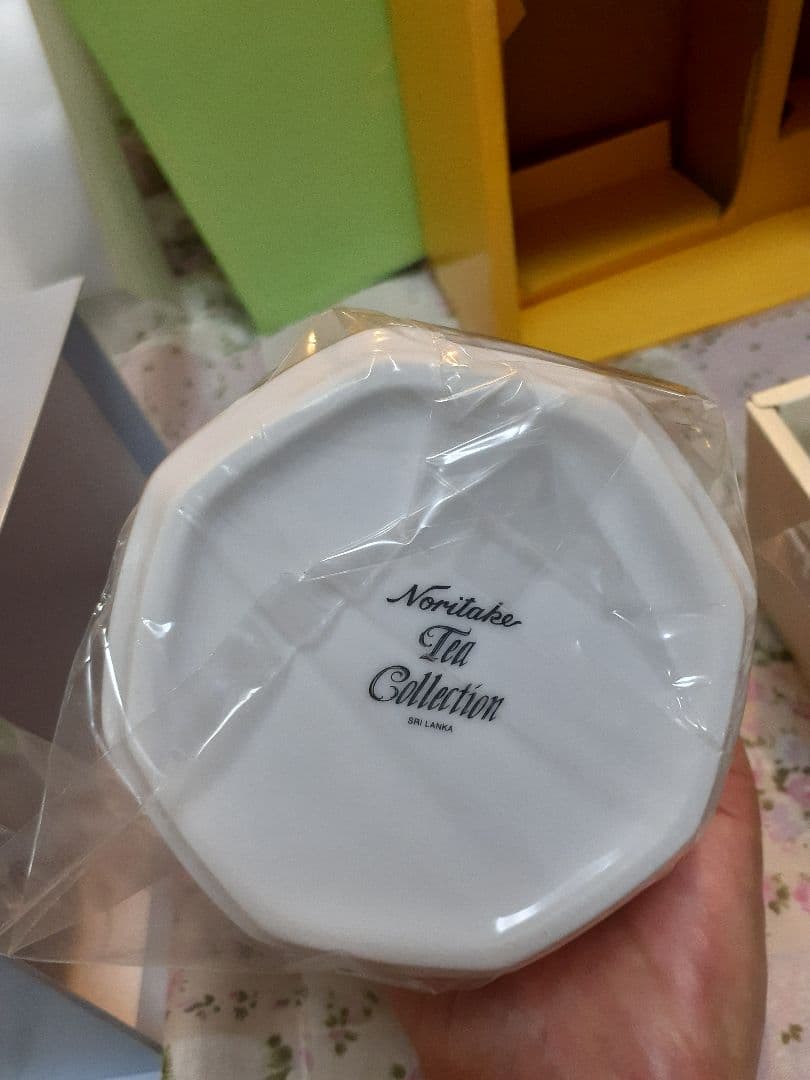 Noritake
Tea
Collection
SRI LANKA